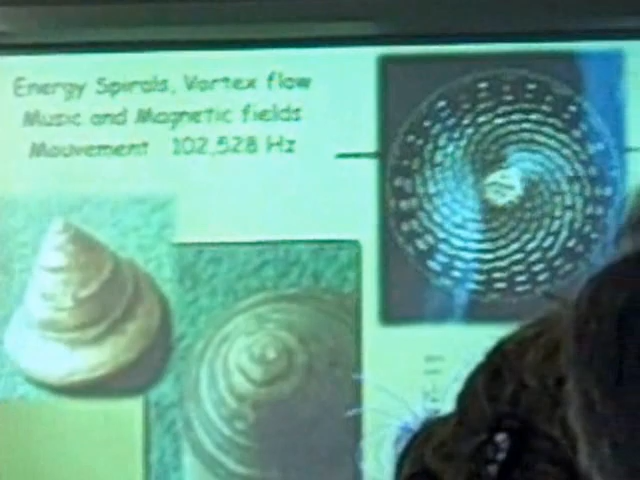 Energy Spirals, Vortex flow
Music and Magnetic fields
Mouvement 102,528 Hz